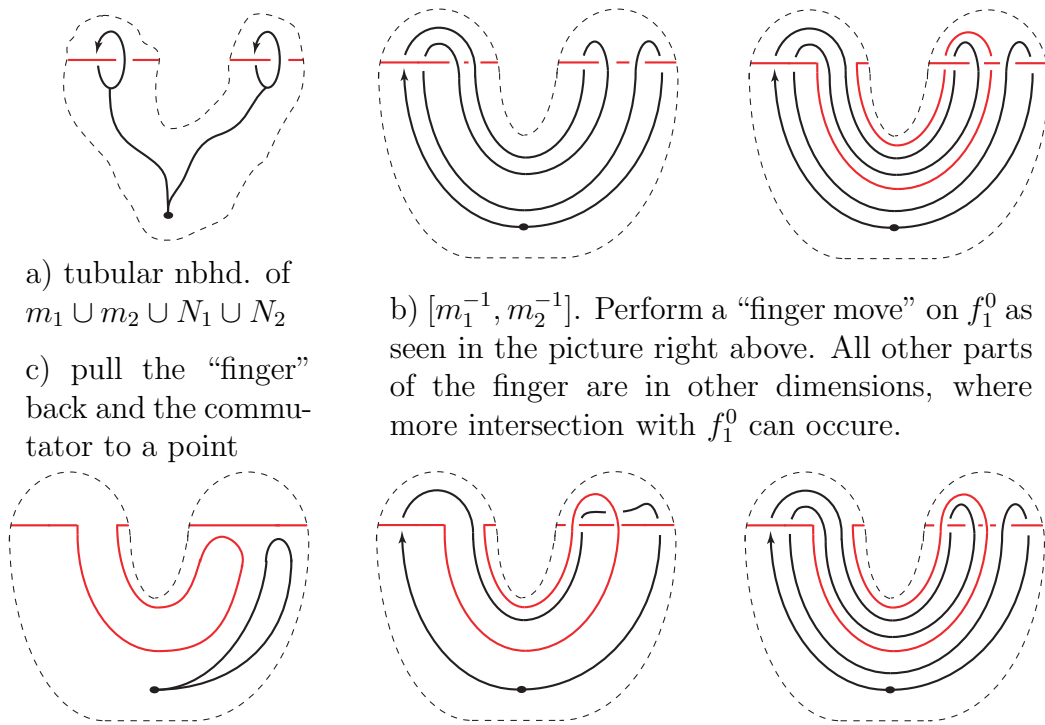 a) tubular nbhd. of
m₁ ∪ m₂ ∪ N₁ ∪ N₂
b) [m₁⁻¹, m₂⁻¹]. Perform a “finger move” on f₁⁰ as
seen in the picture right above. All other parts
of the finger are in other dimensions, where
more intersection with f₁⁰ can occure.
c) pull the “finger”
back and the commu-
tator to a point